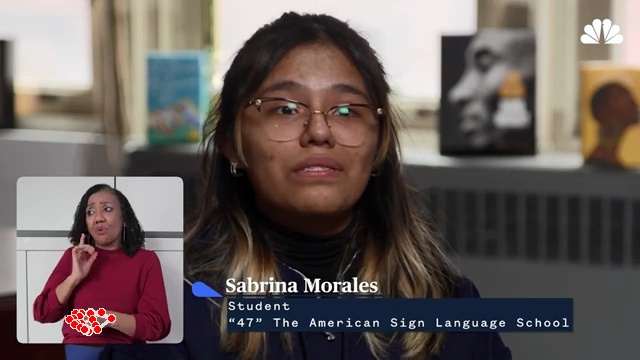 Sabrina Morales
Student
“47” The American Sign Language School